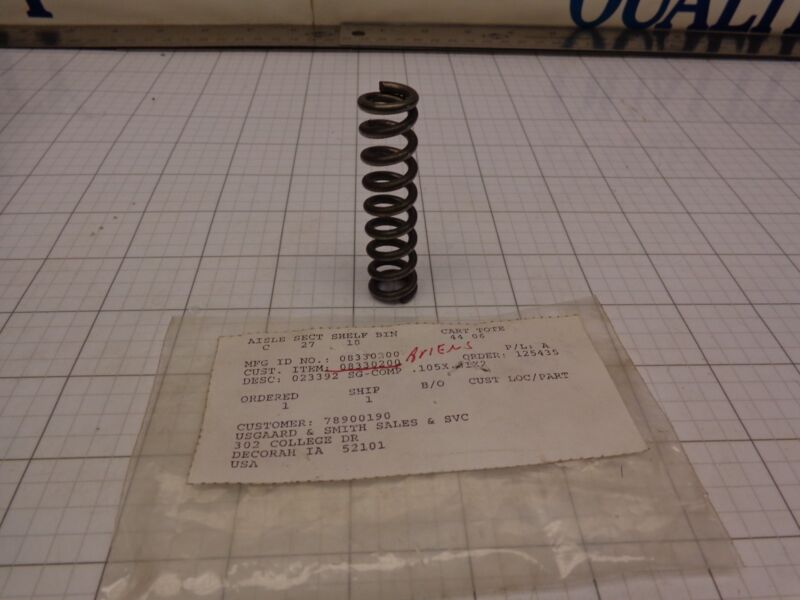 QUALIT
AISLE SECT SHELF BIN CART TOTE
C 27 10 44 06
MFG ID NO.: 08330200 ARIENS P/L: A
CUST. ITEM: 08330200 ORDER: 125435
DESC: 023392 SG-COMP .105X
ORDERED SHIP B/O CUST LOC/PART
1 1
CUSTOMER: 78900190
USGAARD & SMITH SALES & SVC
302 COLLEGE DR
DECORAH IA 52101
USA